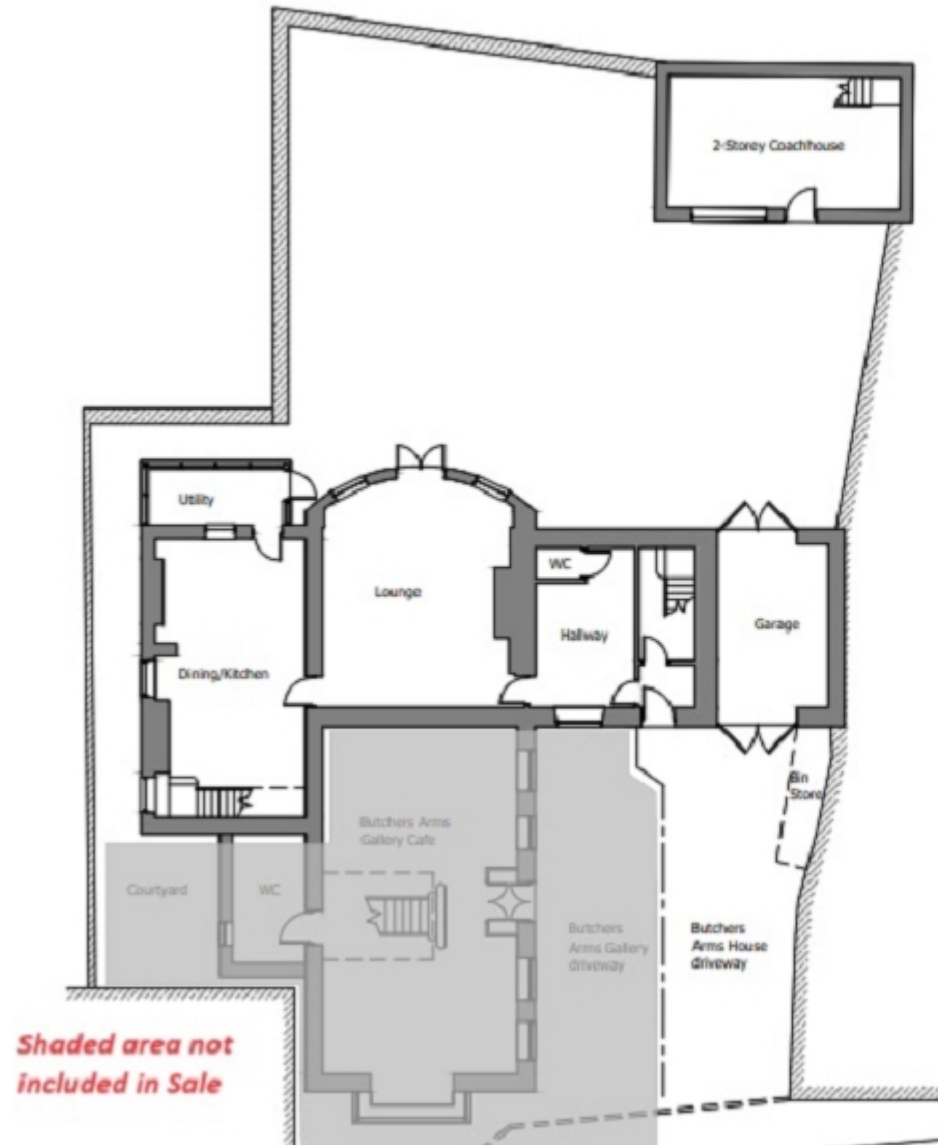 2-Storey Coachhouse
Utility
Lounge
WC
Hallway
Garage
Dining/Kitchen
Bin
Store
Butchers Arms
Gallery Cafe
Courtyard
WC
Butchers
Arms Gallery
driveway
Butchers
Arms House
driveway
Shaded area not
included in Sale